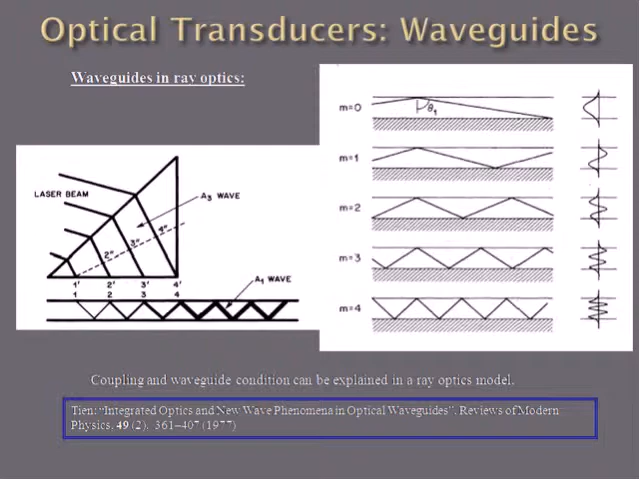 Optical Transducers: Waveguides
Waveguides in ray optics:
LASER BEAM
A3 WAVE
2"
3"
4"
1' 2' 3' 4'
1 2 3 4
A1 WAVE
m=0
θ1
m=1
m=2
m=3
m=4
Coupling and waveguide condition can be explained in a ray optics model.
Tien: "Integrated Optics and New Wave Phenomena in Optical Waveguides", Reviews of Modern
Physics, 49 (2), 361–407 (1977)